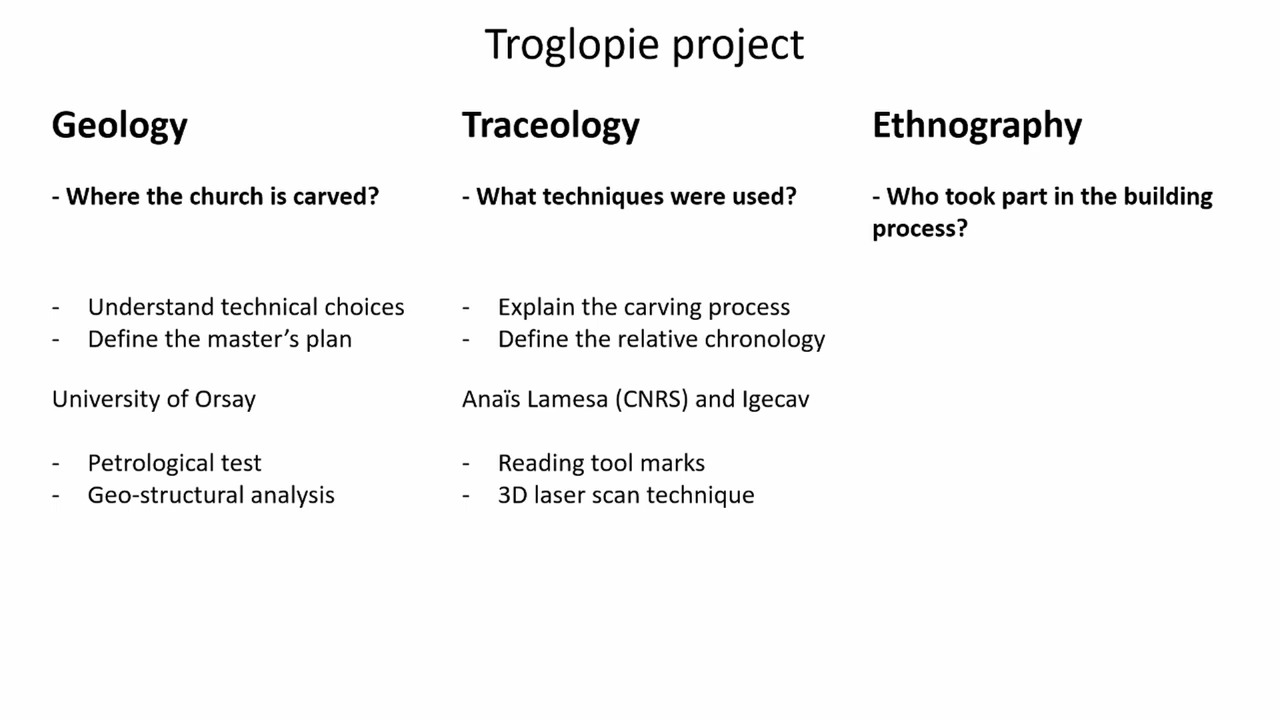 Troglopie project
Geology
- Where the church is carved?
- Understand technical choices
- Define the master’s plan
University of Orsay
- Petrological test
- Geo-structural analysis
Traceology
- What techniques were used?
- Explain the carving process
- Define the relative chronology
Anaïs Lamesa (CNRS) and Igecav
- Reading tool marks
- 3D laser scan technique
Ethnography
- Who took part in the building
process?